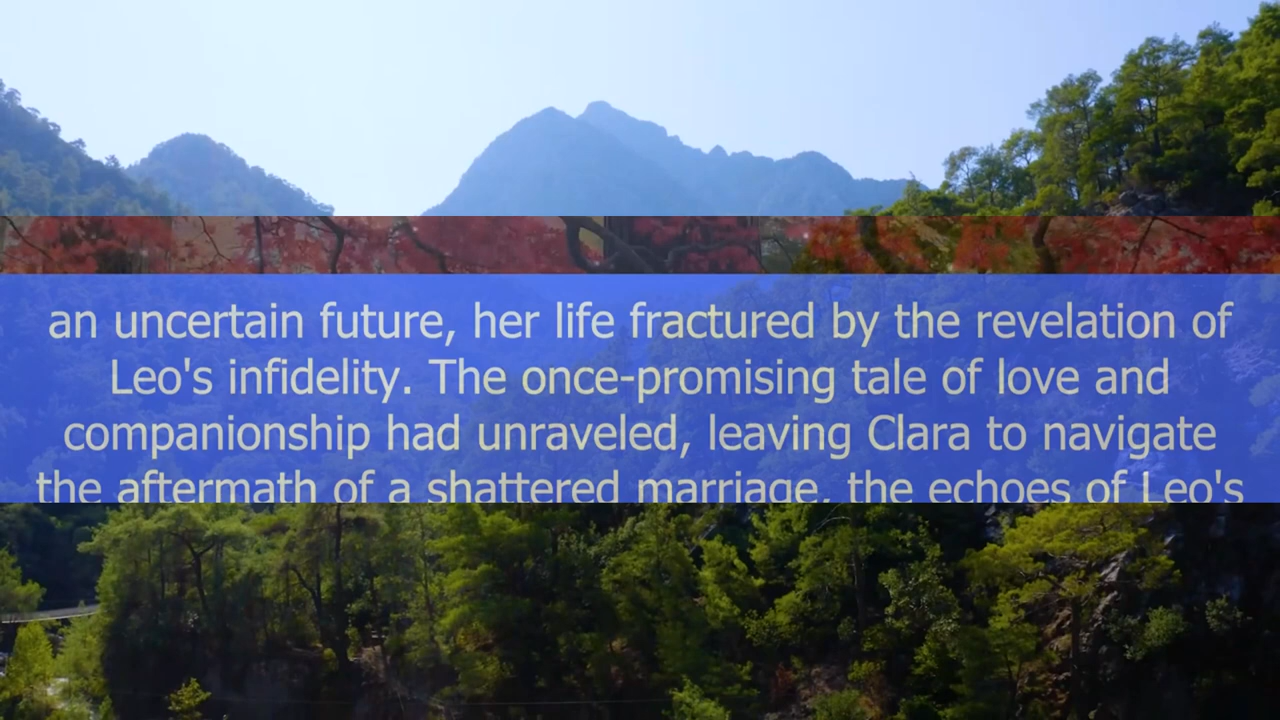 an uncertain future, her life fractured by the revelation of
Leo's infidelity. The once-promising tale of love and
companionship had unraveled, leaving Clara to navigate
the aftermath of a shattered marriage, the echoes of Leo's